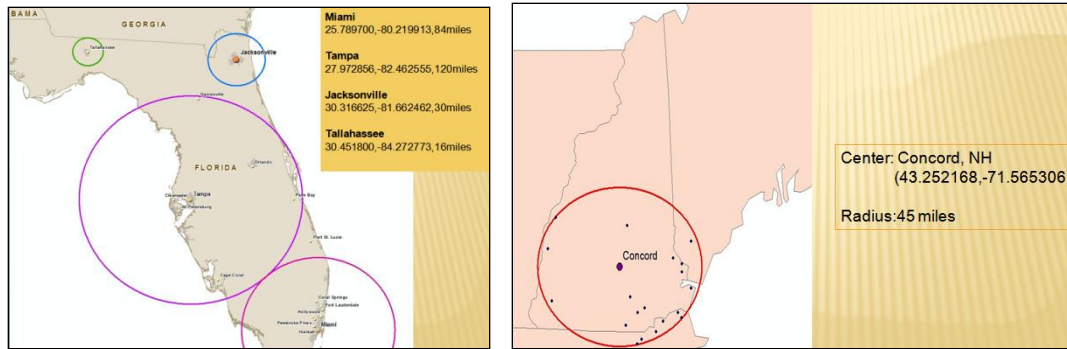 BAMA
GEORGIA
Tallahassee
Jacksonville
Gainesville
FLORIDA
Orlando
Clearwater
Tampa
St. Petersburg
Palm Bay
Port St. Lucie
Cape Coral
Coral Springs
Fort Lauderdale
Hollywood
Pembroke Pines
Miami
Hialeah
Miami
25.789700,-80.219913,84miles
Tampa
27.972856,-82.462555,120miles
Jacksonville
30.316625,-81.662462,30miles
Tallahassee
30.451800,-84.272773,16miles
Concord
Center: Concord, NH
(43.252168,-71.565306
Radius:45 miles